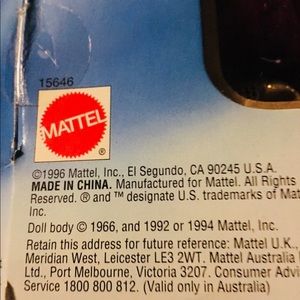 15646
MATTEL
®
©1996 Mattel, Inc., El Segundo, CA 90245 U.S.A.
MADE IN CHINA. Manufactured for Mattel. All Rights
Reserved. ® and ™ designate U.S. trademarks of Mat
Inc.
Doll body © 1966, and 1992 or 1994 Mattel, Inc.
Retain this address for future reference: Mattel U.K.,
Meridian West, Leicester LE3 2WT. Mattel Australia
Ltd., Port Melbourne, Victoria 3207. Consumer Advi
Service 1800 800 812. (Valid only in Australia)